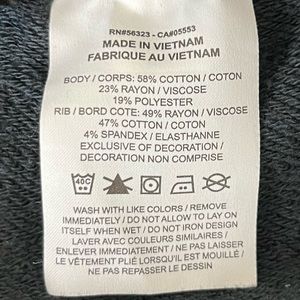 RN#56323 - CA#05553
MADE IN VIETNAM
FABRIQUE AU VIETNAM
BODY / CORPS: 58% COTTON / COTON
23% RAYON / VISCOSE
19% POLYESTER
RIB / BORD COTE: 49% RAYON / VISCOSE
47% COTTON / COTON
4% SPANDEX / ELASTHANNE
EXCLUSIVE OF DECORATION /
DECORATION NON COMPRISE
40C
WASH WITH LIKE COLORS / REMOVE
IMMEDIATELY / DO NOT ALLOW TO LAY ON
ITSELF WHEN WET / DO NOT IRON DESIGN
LAVER AVEC COULEURS SIMILAIRES /
ENLEVER IMMEDIATEMENT / NE PAS LAISSER
LE VÊTEMENT PLIÉ LORSQU'IL EST MOUILLÉ /
NE PAS REPASSER LE DESSIN